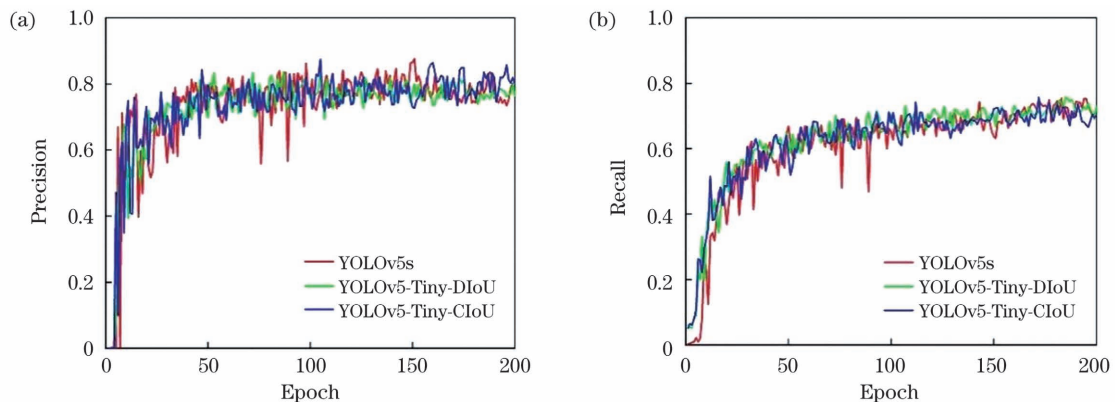 (a)
1.0
0.8
0.6
0.4
0.2
0
Precision
YOLOv5s
YOLOv5-Tiny-DIoU
YOLOv5-Tiny-CIoU
0 50 100 150 200
Epoch
(b)
1.0
0.8
0.6
0.4
0.2
0
Recall
YOLOv5s
YOLOv5-Tiny-DIoU
YOLOv5-Tiny-CIoU
0 50 100 150 200
Epoch